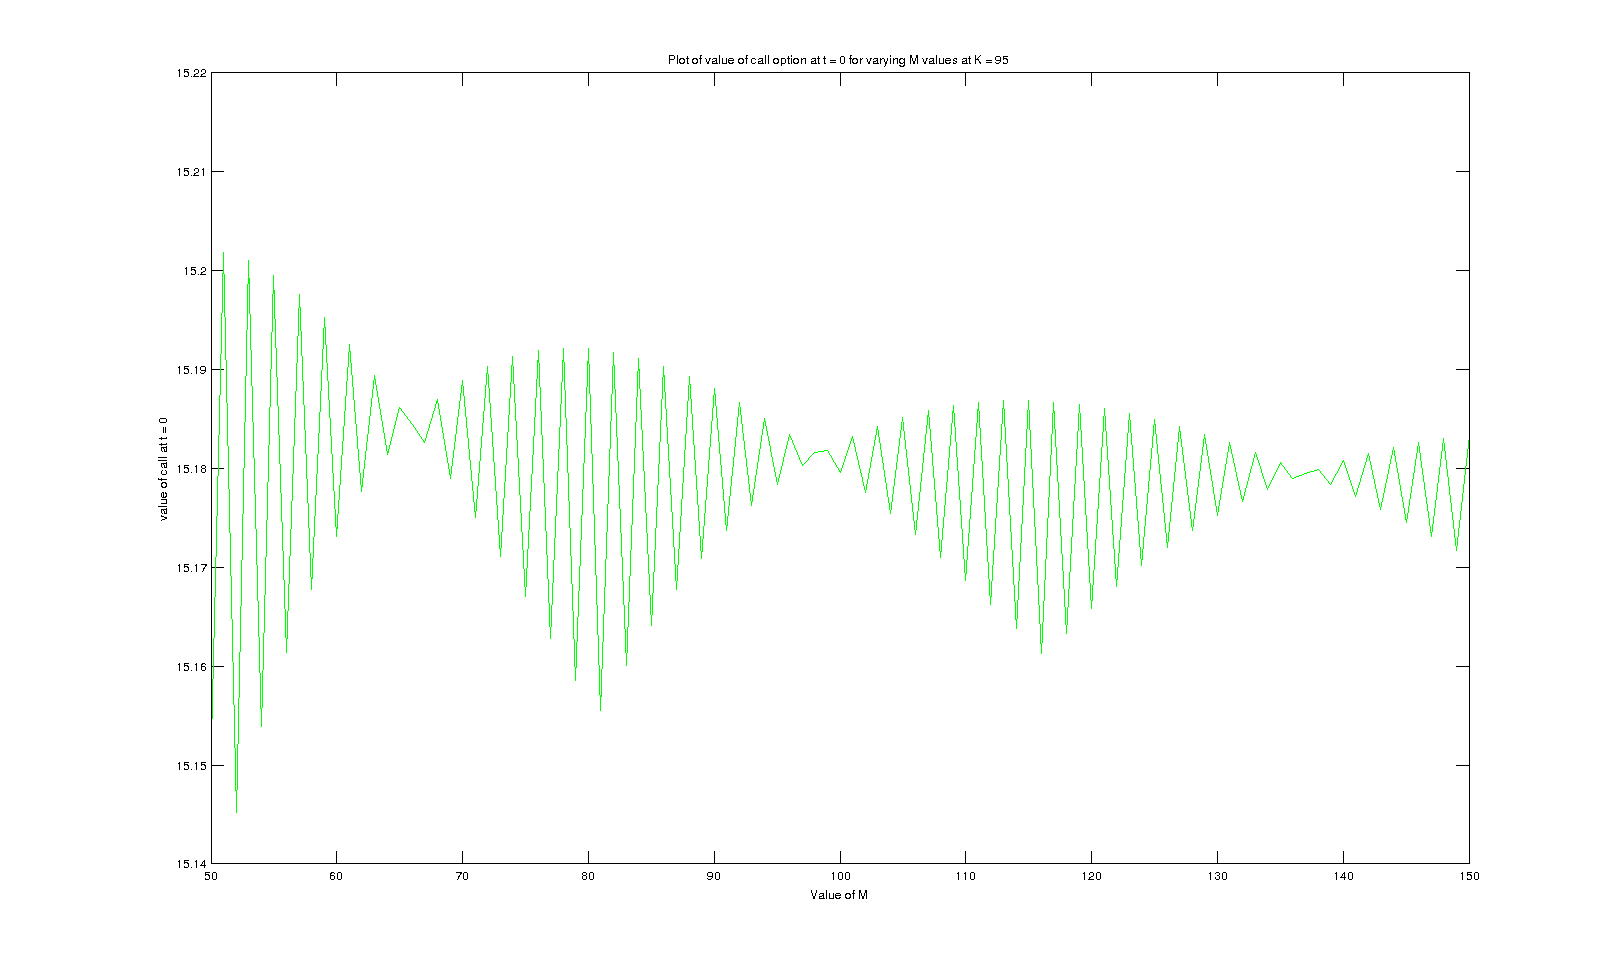 Plot of value of call option at t = 0 for varying M values at K = 95
15.22
15.21
15.2
15.19
15.18
15.17
15.16
15.15
15.14
value of call at t = 0
50 60 70 80 90 100 110 120 130 140 150
Value of M